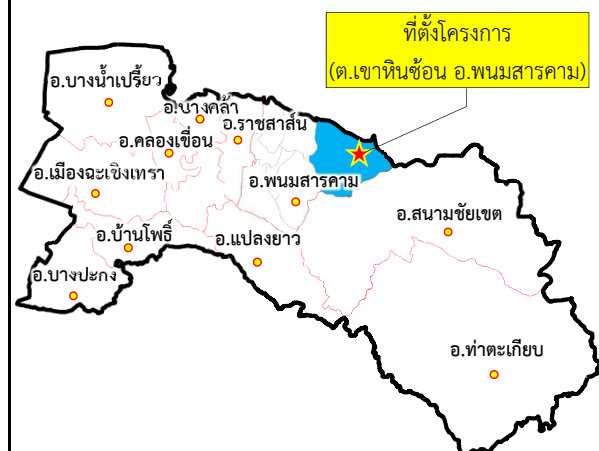 ที่ตั้งโครงการ
(ต.เขาหินซ้อน อ.พนมสารคาม)
อ.บางน้ำเปรี้ยว
อ.บางคล้า
อ.ราชสาส์น
อ.คลองเขื่อน
อ.เมืองฉะเชิงเทรา
อ.พนมสารคาม
อ.สนามชัยเขต
อ.บ้านโพธิ์
อ.แปลงยาว
อ.บางปะกง
อ.ท่าตะเกียบ